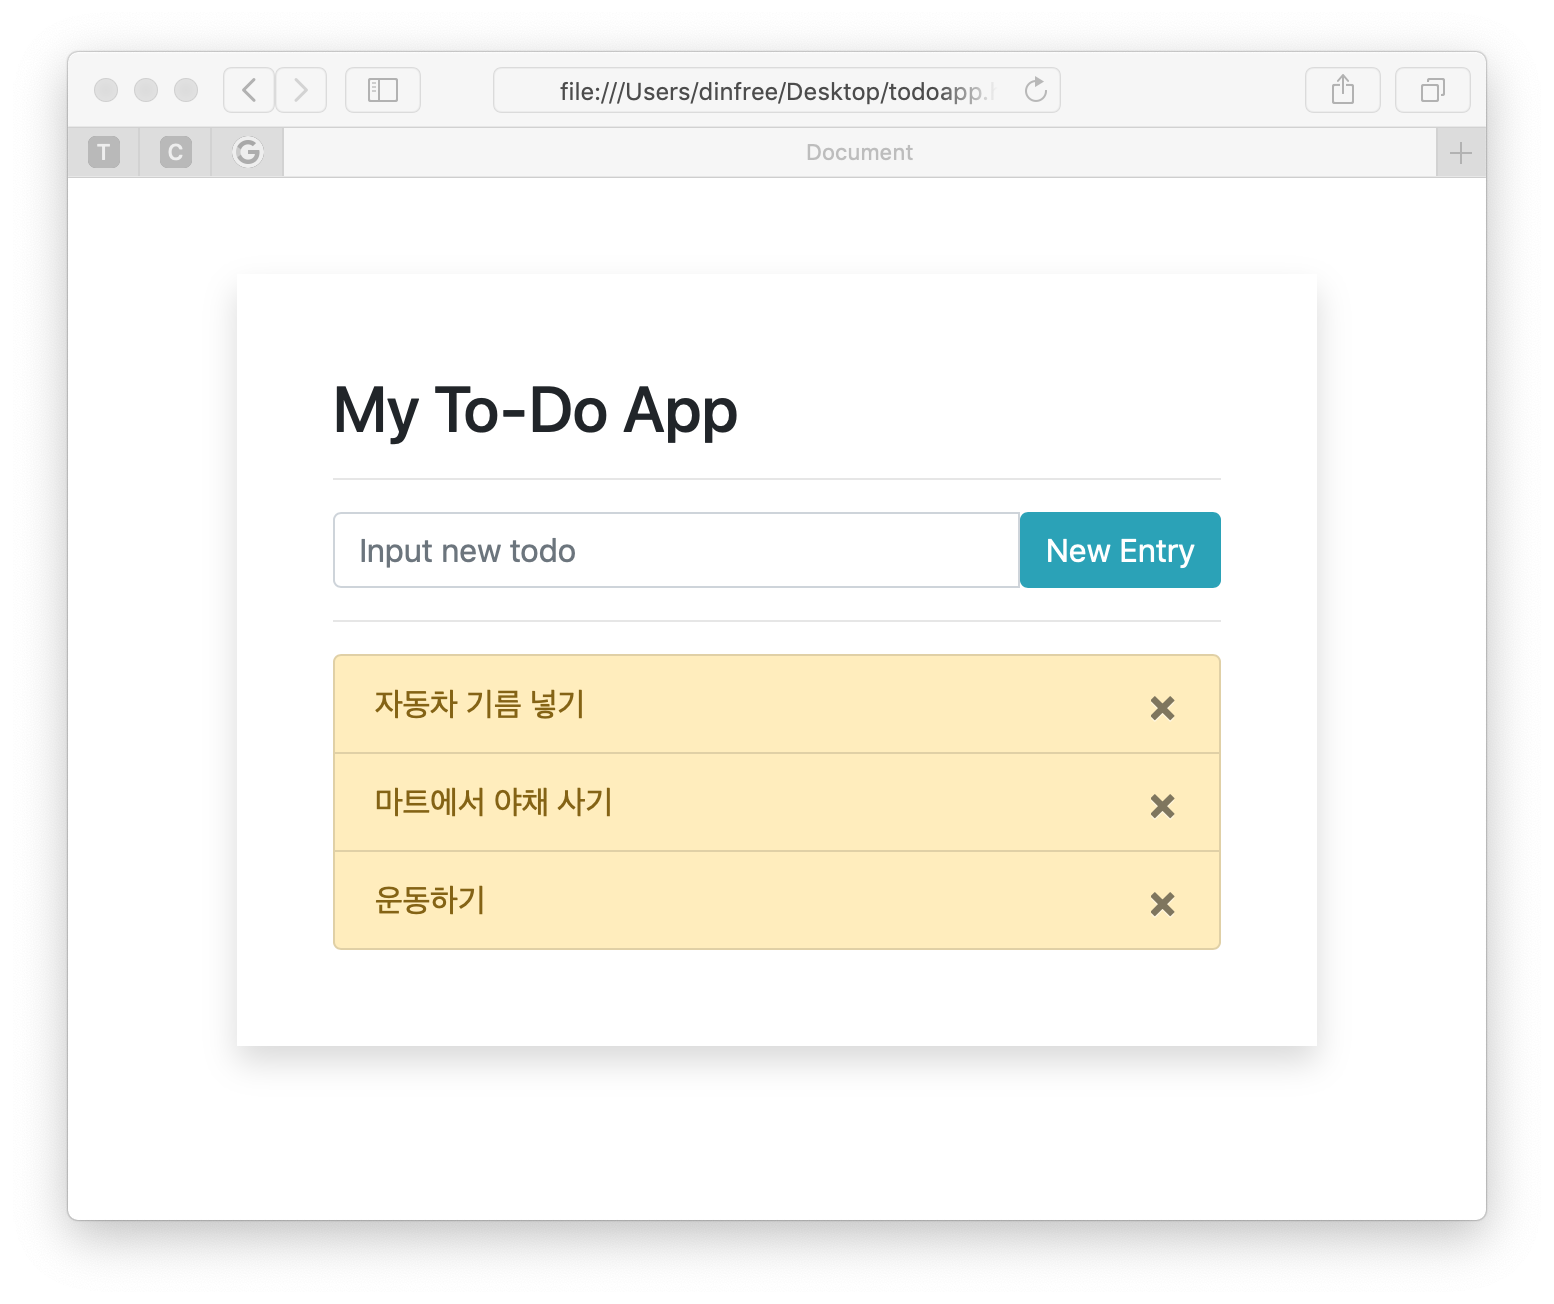 file:///Users/dinfree/Desktop/todoapp.
T
C
G
Document
My To-Do App
Input new todo
New Entry
자동차 기름 넣기
마트에서 야채 사기
운동하기